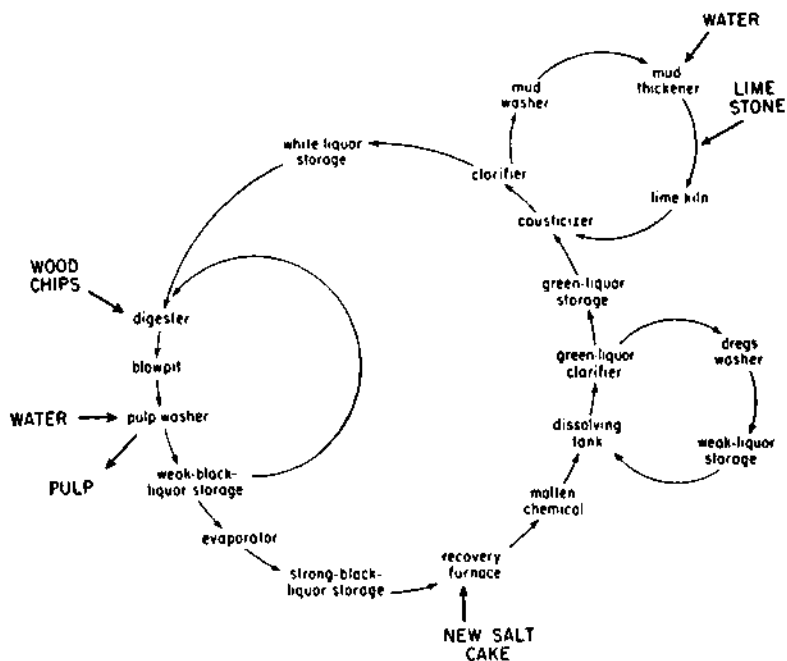 WATER
mud
thickener
LIME
STONE
mud
washer
white liquor
storage
clarifier
lime kiln
causticizer
WOOD
CHIPS
green-liquor
storage
digester
dregs
washer
green-liquor
clarifier
blowpit
WATER
pulp washer
dissolving
tank
weak-liquor
storage
PULP
weak-black-
liquor storage
molten
chemical
evaporator
recovery
furnace
strong-black-
liquor storage
NEW SALT
CAKE